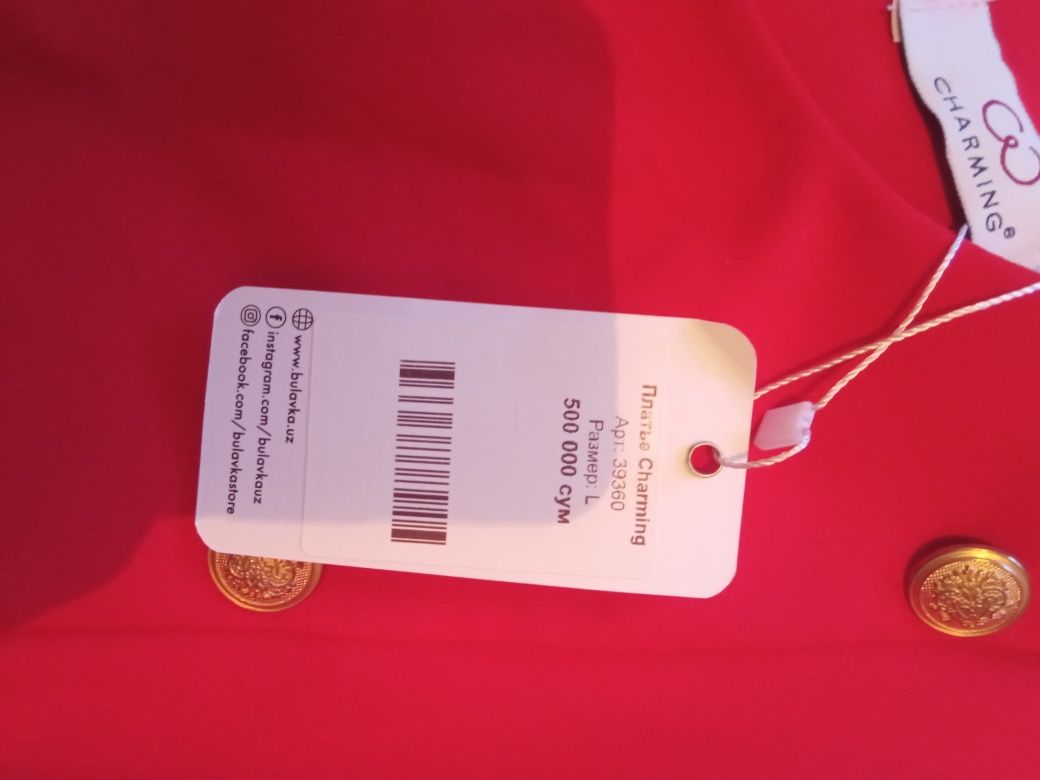 CHARMING®
Платье Charming
Арт: 39360
Размер: L
500 000 сум
www.bulavka.uz
instagram.com/bulavkauz
facebook.com/bulavkastore